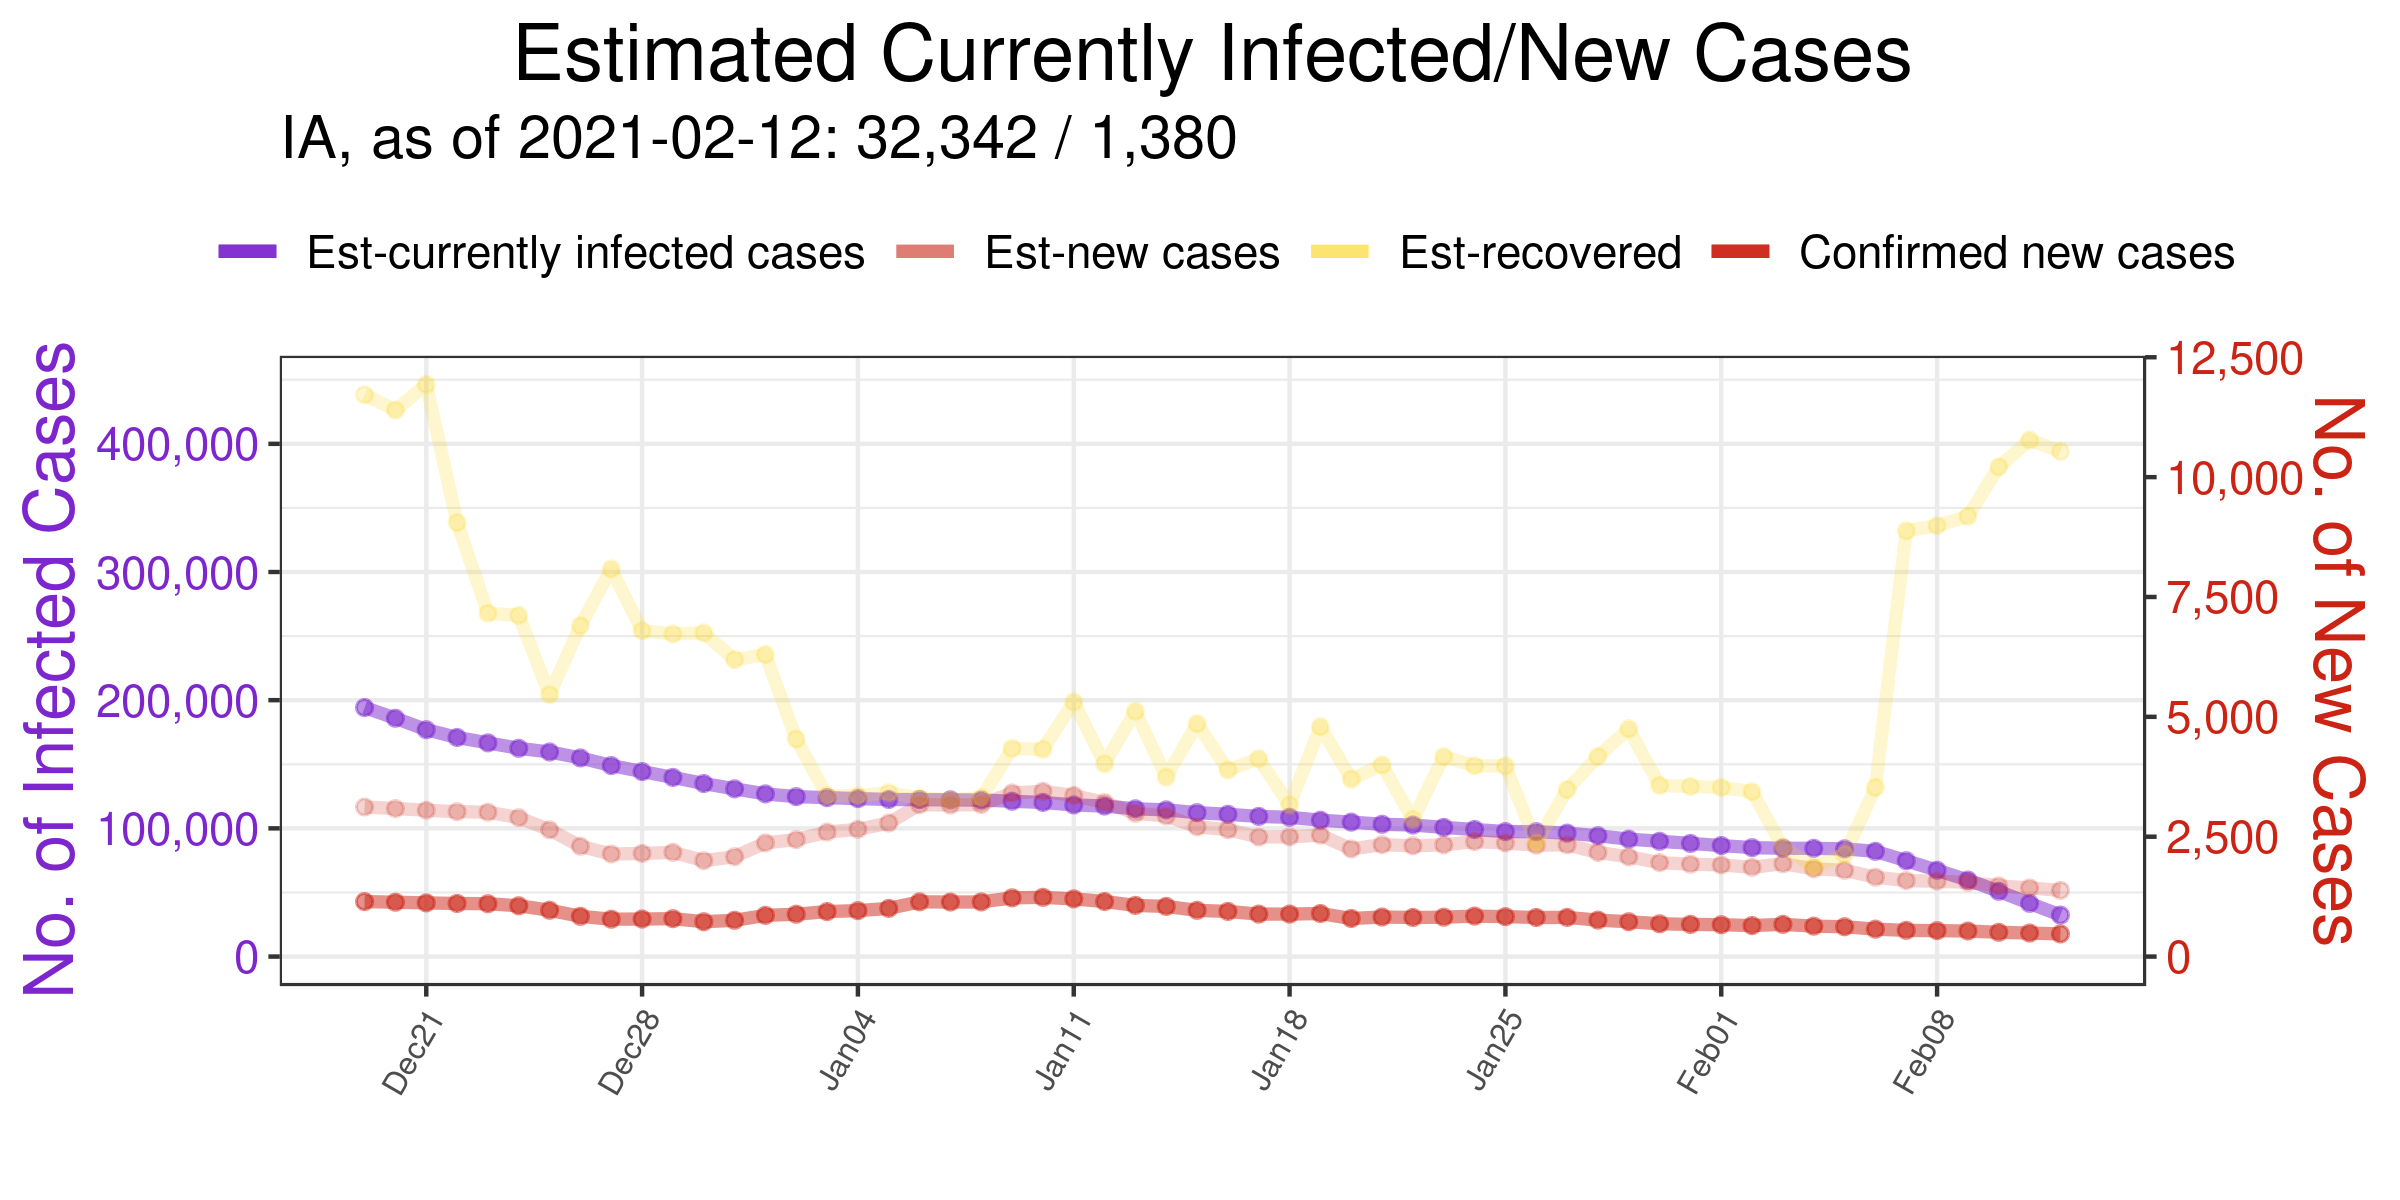 Estimated Currently Infected/New Cases
IA, as of 2021-02-12: 32,342 / 1,380
Est-currently infected cases Est-new cases Est-recovered Confirmed new cases
No. of Infected Cases
400,000
300,000
200,000
100,000
0
12,500
10,000
7,500
5,000
2,500
0
No. of New Cases
Dec21 Dec28 Jan04 Jan11 Jan18 Jan25 Feb01 Feb08